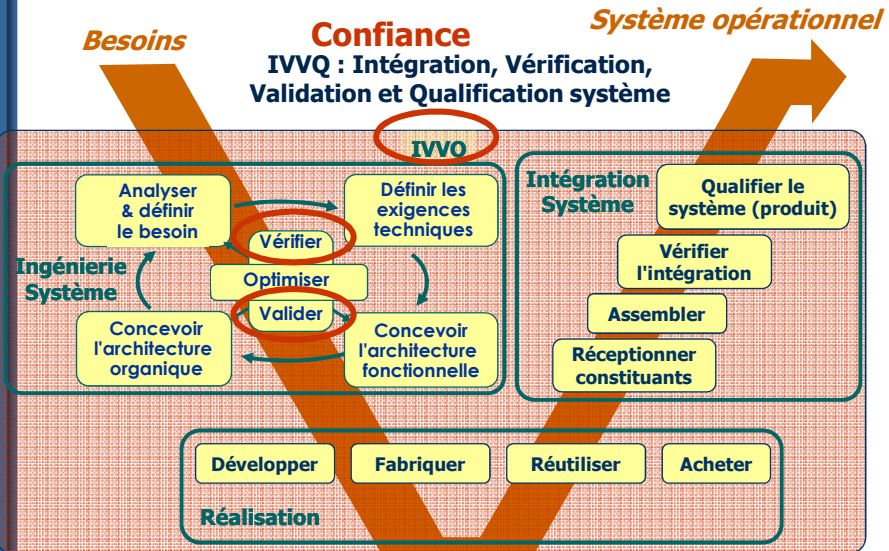 Besoins
Confiance
Système opérationnel
IVVQ : Intégration, Vérification,
Validation et Qualification système
IVVQ
Analyser
& définir
le besoin
Définir les
exigences
techniques
Vérifier
Optimiser
Valider
Ingénierie
Système
Concevoir
l'architecture
organique
Concevoir
l'architecture
fonctionnelle
Intégration
Système
Qualifier le
système (produit)
Vérifier
l'intégration
Assembler
Réceptionner
constituants
Développer
Fabriquer
Réutiliser
Acheter
Réalisation